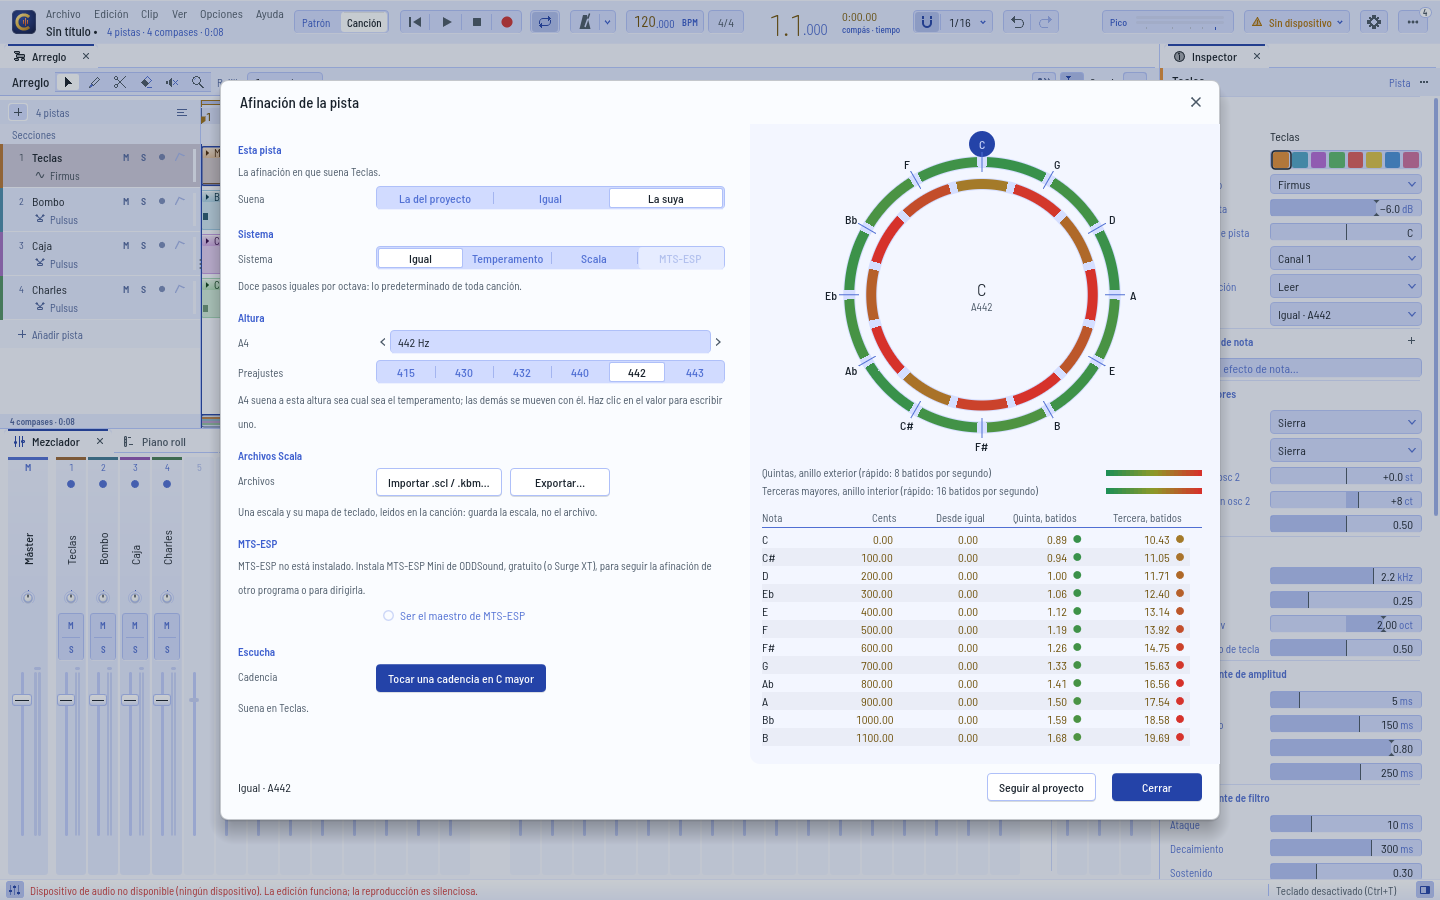 Archivo Edición Clip Ver Opciones Ayuda
Sin título •
4 pistas · 4 compases · 0:08
Patrón Canción
120.000 BPM
4/4
1.1.000
0:00.00
compás · tiempo
1/16
Pico
Sin dispositivo
4
Arreglo
Inspector
Arreglo
Pista
4 pistas
1
Secciones
1 Teclas M S
Firmus
2 Bombo M S
Pulsus
3 Caja M S
Pulsus
4 Charles M S
Pulsus
Añadir pista
4 compases · 0:08
Mezclador
Piano roll
M 1 2 3 4 5
Máster
Teclas
Bombo
Caja
Charles
M M M M
S S S S
Afinación de la pista
Esta pista
La afinación en que suena Teclas.
Suena
La del proyecto Igual La suya
Sistema
Sistema
Igual Temperamento Scala MTS-ESP
Doce pasos iguales por octava: lo predeterminado de toda canción.
Altura
A4
442 Hz
Preajustes
415 430 432 440 442 443
A4 suena a esta altura sea cual sea el temperamento; las demás se mueven con él. Haz clic en el valor para escribir
uno.
Archivos Scala
Archivos
Importar .scl / .kbm...
Exportar...
Una escala y su mapa de teclado, leídos en la canción: guarda la escala, no el archivo.
MTS-ESP
MTS-ESP no está instalado. Instala MTS-ESP Mini de ODDSound, gratuito (o Surge XT), para seguir la afinación de
otro programa o para dirigirla.
Ser el maestro de MTS-ESP
Escucha
Cadencia
Tocar una cadencia en C mayor
Suena en Teclas.
Igual · A442
C
G
D
A
E
B
F#
C#
Ab
Eb
Bb
F
C
A442
Quintas, anillo exterior (rápido: 8 batidos por segundo)
Terceras mayores, anillo interior (rápido: 16 batidos por segundo)
Nota Cents Desde igual Quinta, batidos Tercera, batidos
C 0.00 0.00 0.89 10.43
C# 100.00 0.00 0.94 11.05
D 200.00 0.00 1.00 11.71
Eb 300.00 0.00 1.06 12.40
E 400.00 0.00 1.12 13.14
F 500.00 0.00 1.19 13.92
F# 600.00 0.00 1.26 14.75
G 700.00 0.00 1.33 15.63
Ab 800.00 0.00 1.41 16.56
A 900.00 0.00 1.50 17.54
Bb 1000.00 0.00 1.59 18.58
B 1100.00 0.00 1.68 19.69
Seguir al proyecto
Cerrar
Teclas
Firmus
−6.0 dB
de pista C
Canal 1
Leer
Igual · A442
de nota
efecto de nota...
Sierra
Sierra
osc 2 +0.0 st
osc 2 +8 ct
0.50
2.2 kHz
0.25
2.00 oct
de tecla 0.50
de amplitud
5 ms
150 ms
0.80
250 ms
de filtro
Ataque 10 ms
Decaimiento 300 ms
Sostenido 0.30
Dispositivo de audio no disponible (ningún dispositivo). La edición funciona; la reproducción es silenciosa.
Teclado desactivado (Ctrl+T)